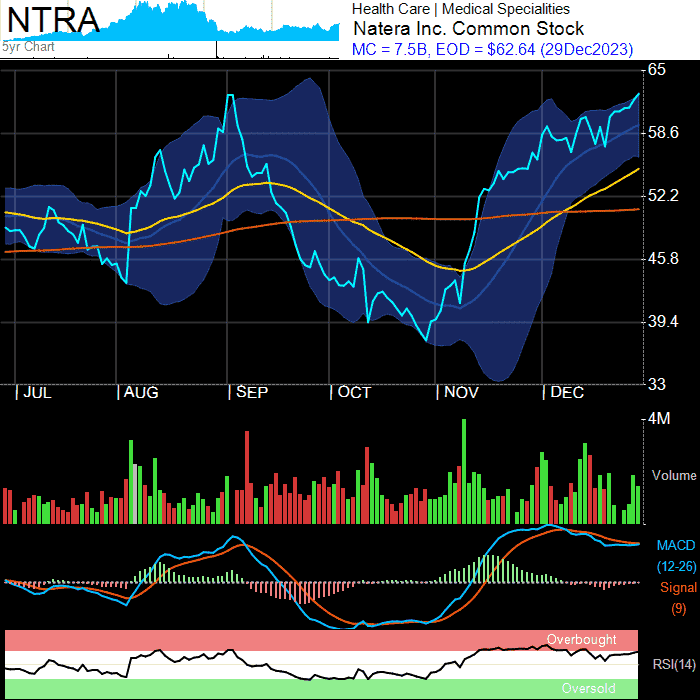 NTRA
5yr Chart
Health Care | Medical Specialities
Natera Inc. Common Stock
MC = 7.5B, EOD = $62.64 (29Dec2023)
65
58.6
52.2
45.8
39.4
33
| JUL | AUG | SEP | OCT | NOV | DEC
4M
Volume
MACD
(12-26)
Signal
(9)
Overbought
RSI(14)
Oversold